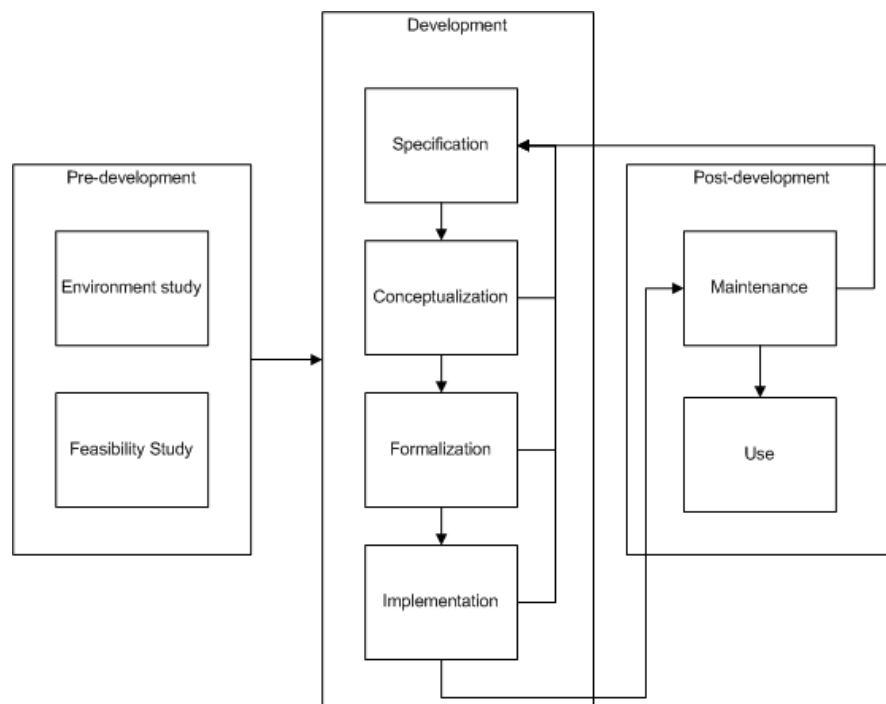 Pre-development
Environment study
Feasibility Study
Development
Specification
Conceptualization
Formalization
Implementation
Post-development
Maintenance
Use